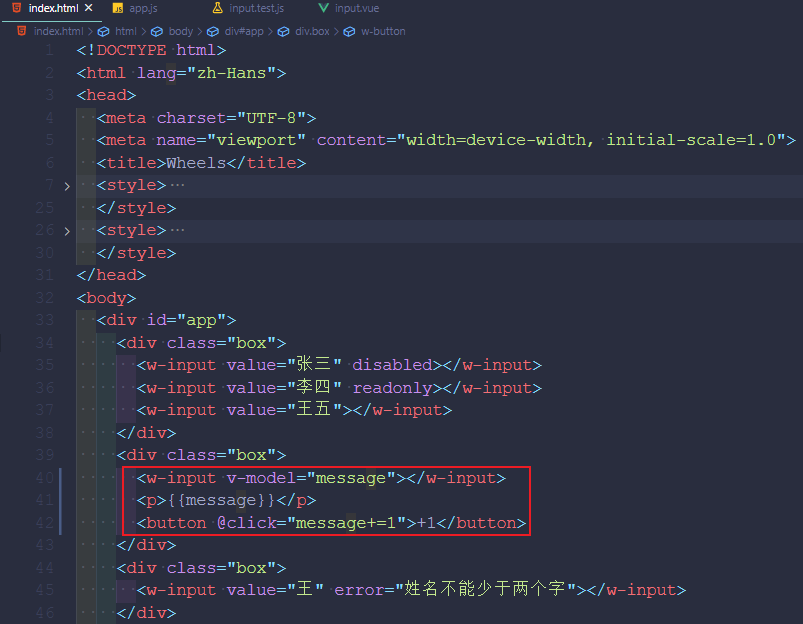 index.html × app.js input.test.js input.vue
index.html > html > body > div#app > div.box > w-button
1 <!DOCTYPE html>
2 <html lang="zh-Hans">
3 <head>
4 <meta charset="UTF-8">
5 <meta name="viewport" content="width=device-width, initial-scale=1.0">
6 <title>Wheels</title>
7 > <style>…
25 </style>
26 > <style>…
30 </style>
31 </head>
32 <body>
33 <div id="app">
34 <div class="box">
35 <w-input value="张三" disabled></w-input>
36 <w-input value="李四" readonly></w-input>
37 <w-input value="王五"></w-input>
38 </div>
39 <div class="box">
40 <w-input v-model="message"></w-input>
41 <p>{{message}}</p>
42 <button @click="message+=1">+1</button>
43 </div>
44 <div class="box">
45 <w-input value="王" error="姓名不能少于两个字"></w-input>
46 </div>